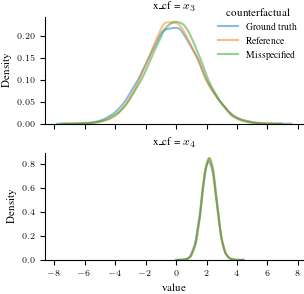 x_cf = x₃
counterfactual
Ground truth
Reference
Misspecified
Density
0.20
0.15
0.10
0.05
0.00
x_cf = x₄
Density
0.8
0.6
0.4
0.2
0.0
−8 −6 −4 −2 0 2 4 6 8
value